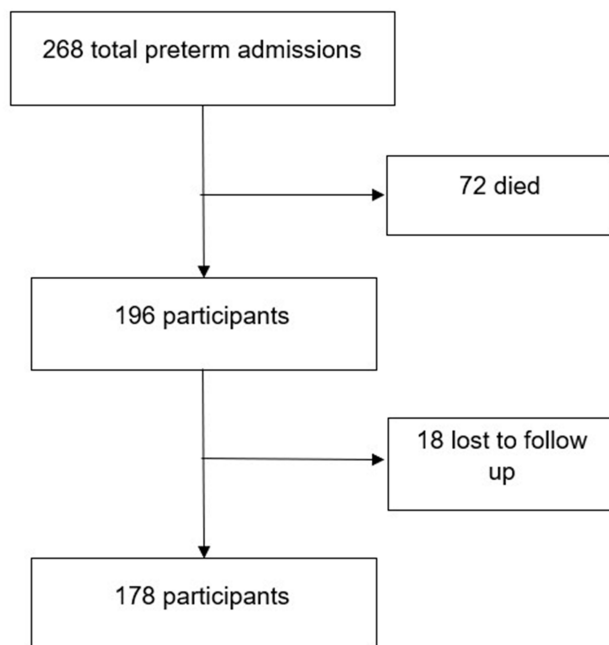 268 total preterm admissions
72 died
196 participants
18 lost to follow
up
178 participants